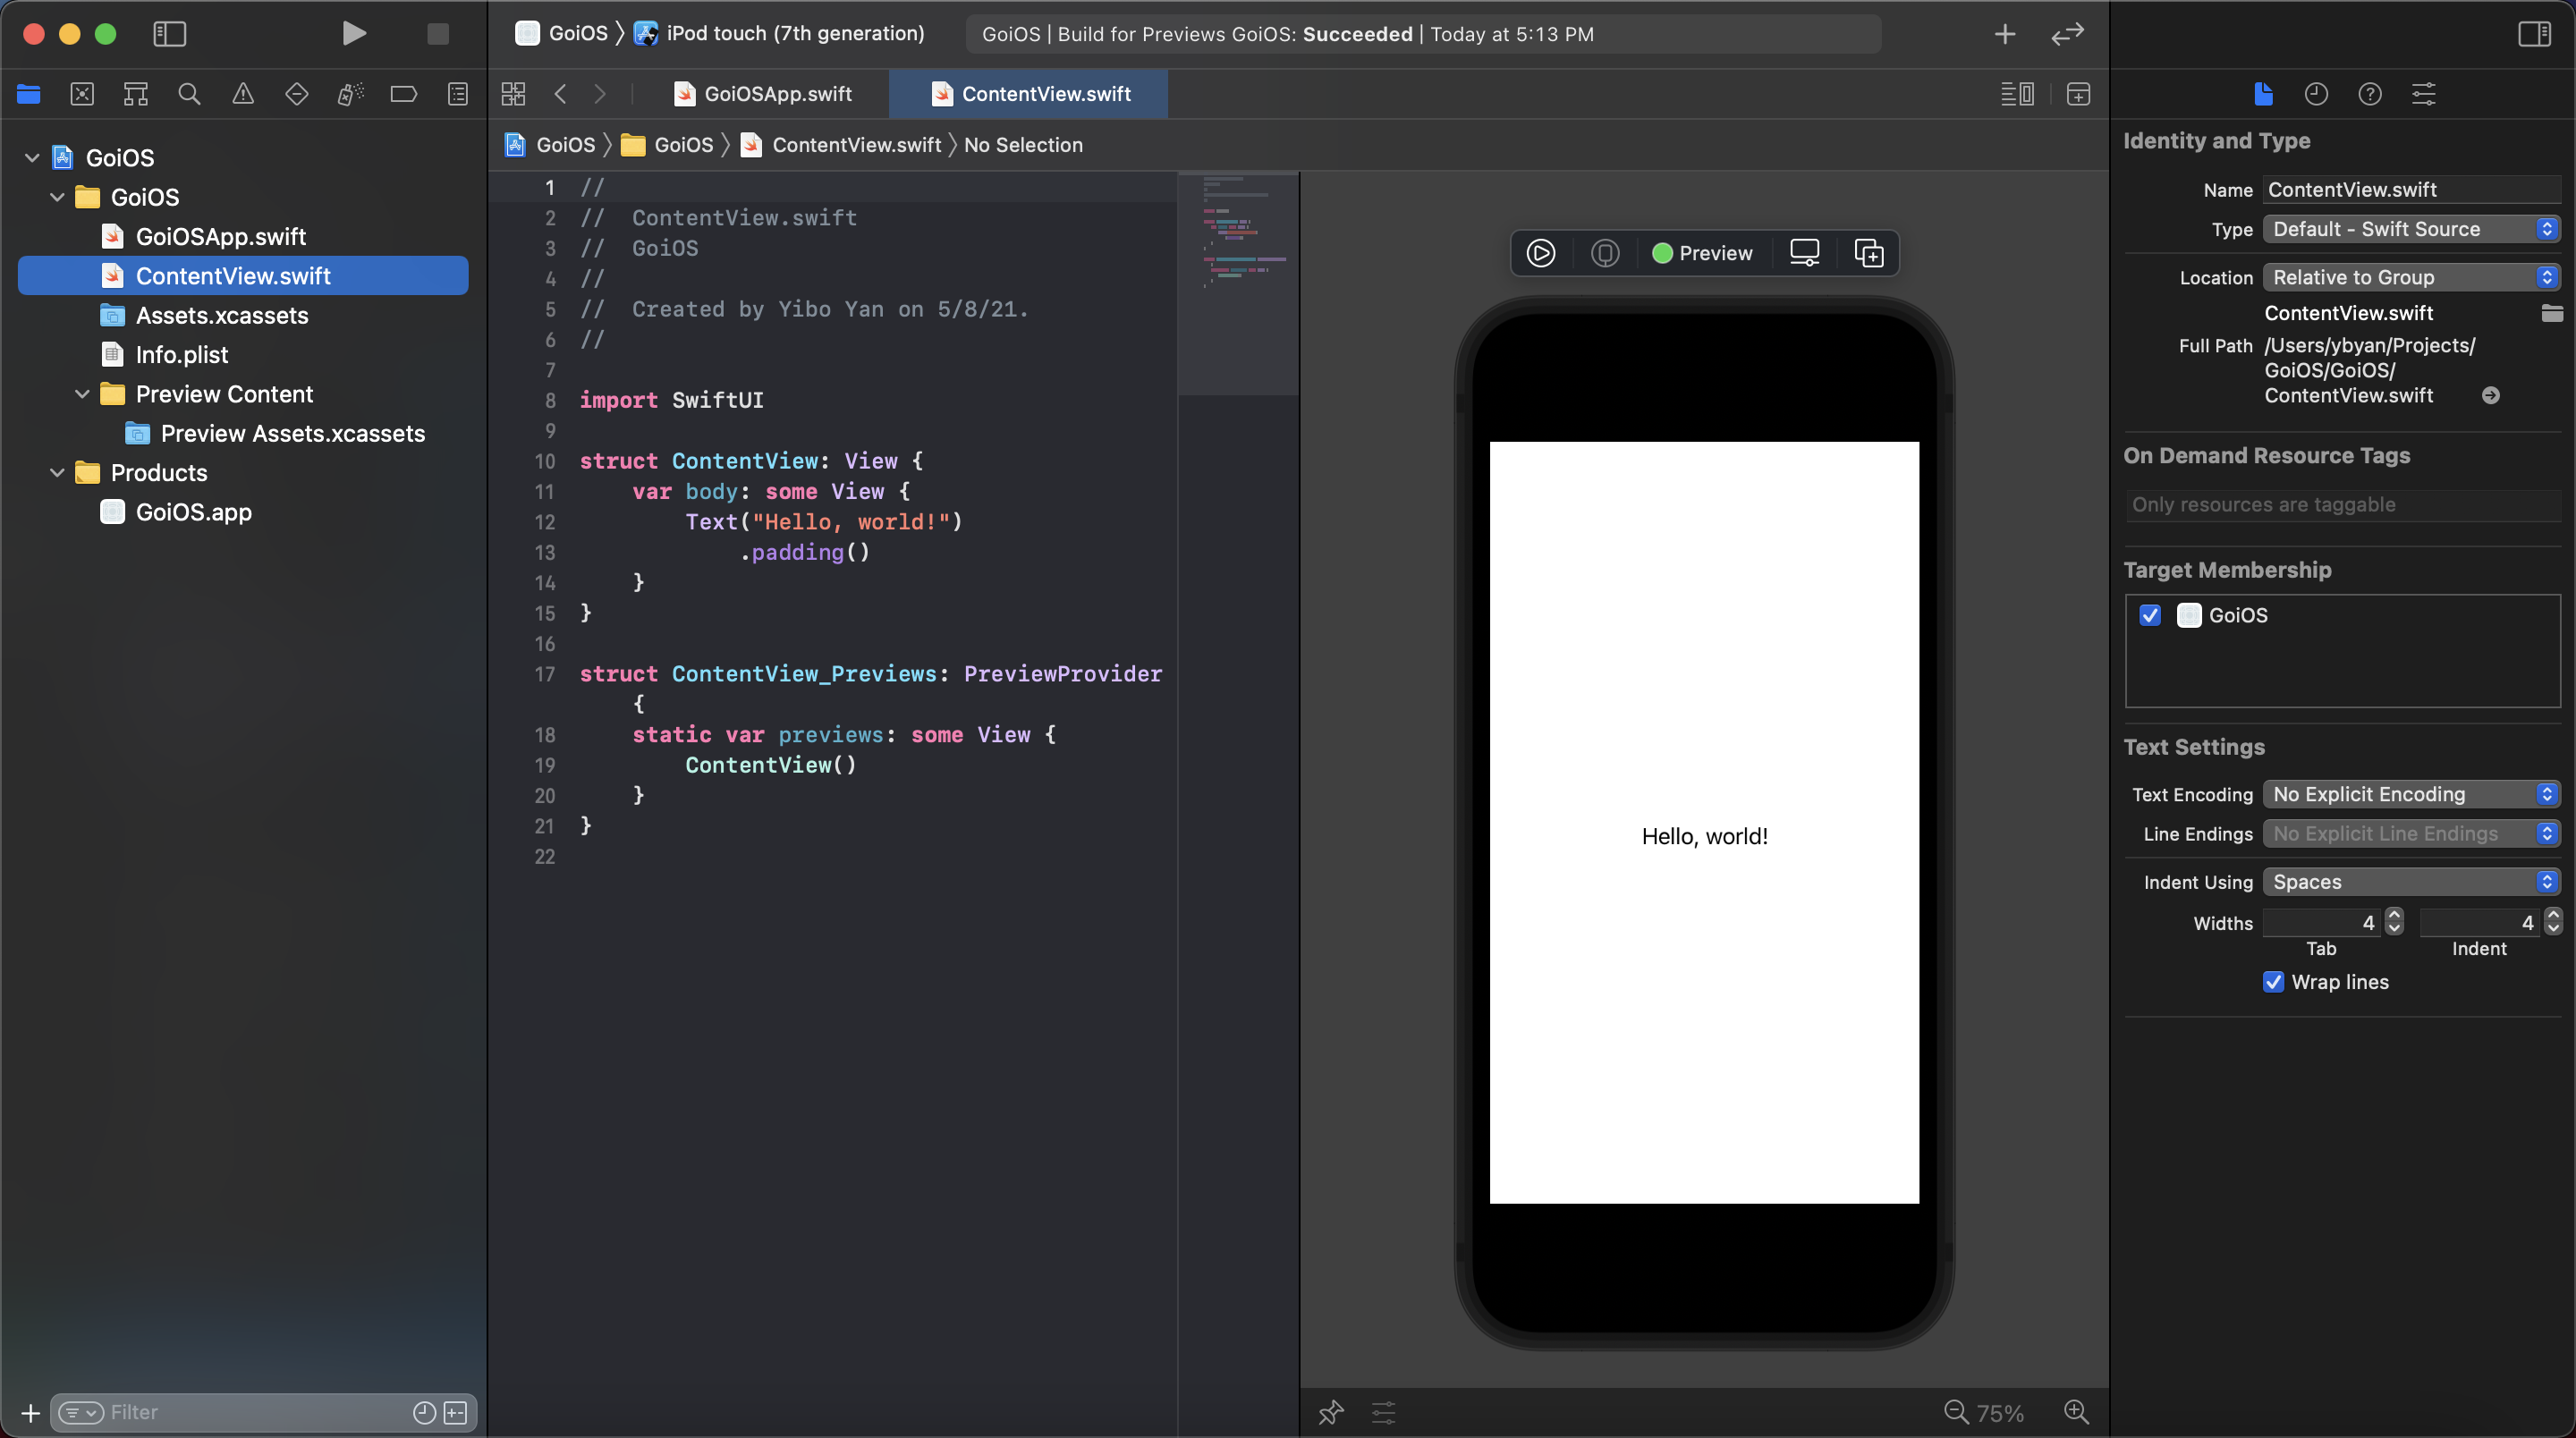 GoiOS
iPod touch (7th generation)
GoiOS | Build for Previews GoiOS: Succeeded | Today at 5:13 PM
GoiOSApp.swift
ContentView.swift
GoiOS
GoiOS
ContentView.swift
No Selection
GoiOS
GoiOS
GoiOSApp.swift
ContentView.swift
Assets.xcassets
Info.plist
Preview Content
Preview Assets.xcassets
Products
GoiOS.app
Filter
1 //
2 //  ContentView.swift
3 //  GoiOS
4 //
5 //  Created by Yibo Yan on 5/8/21.
6 //
7
8 import SwiftUI
9
10 struct ContentView: View {
11     var body: some View {
12         Text("Hello, world!")
13             .padding()
14     }
15 }
16
17 struct ContentView_Previews: PreviewProvider
{
18     static var previews: some View {
19         ContentView()
20     }
21 }
22
Preview
Hello, world!
75%
Identity and Type
Name ContentView.swift
Type Default - Swift Source
Location Relative to Group
ContentView.swift
Full Path /Users/ybyan/Projects/
GoiOS/GoiOS/
ContentView.swift
On Demand Resource Tags
Only resources are taggable
Target Membership
GoiOS
Text Settings
Text Encoding No Explicit Encoding
Line Endings No Explicit Line Endings
Indent Using Spaces
Widths 4 4
Tab Indent
Wrap lines